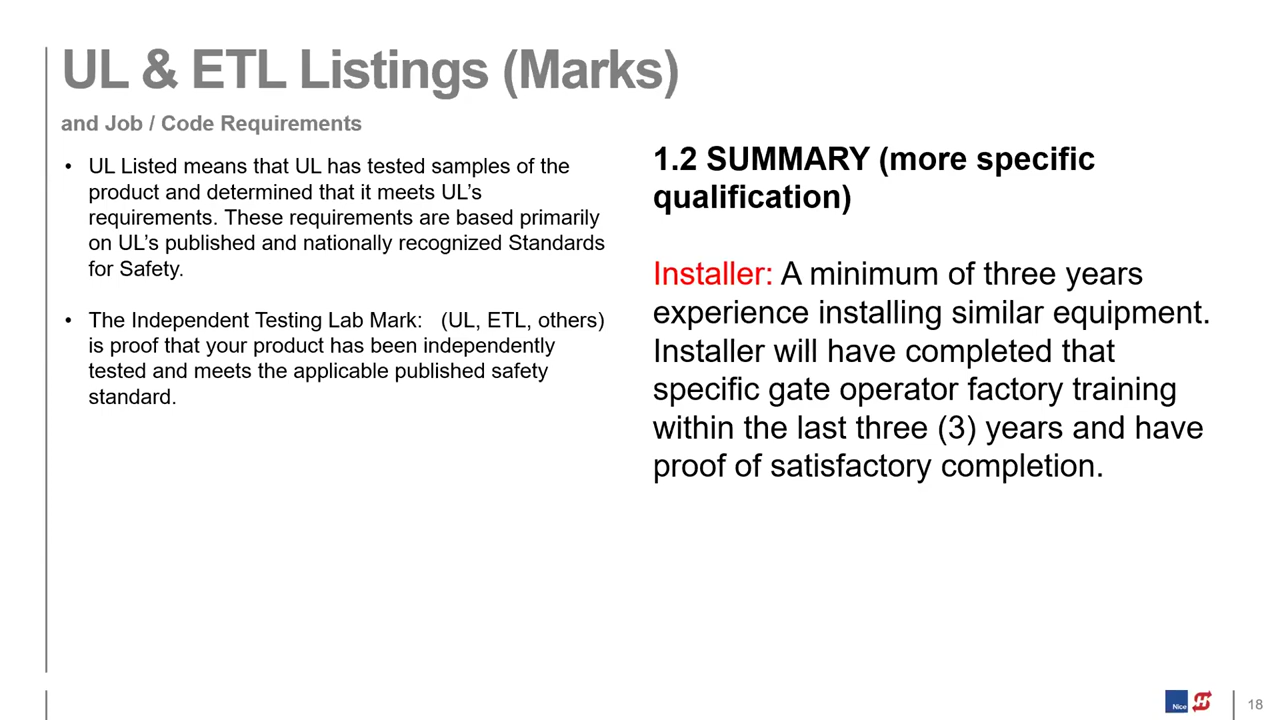 UL & ETL Listings (Marks)
and Job / Code Requirements
• UL Listed means that UL has tested samples of the
product and determined that it meets UL’s
requirements. These requirements are based primarily
on UL’s published and nationally recognized Standards
for Safety.
• The Independent Testing Lab Mark: (UL, ETL, others)
is proof that your product has been independently
tested and meets the applicable published safety
standard.
1.2 SUMMARY (more specific
qualification)
Installer: A minimum of three years
experience installing similar equipment.
Installer will have completed that
specific gate operator factory training
within the last three (3) years and have
proof of satisfactory completion.
Nice H
18